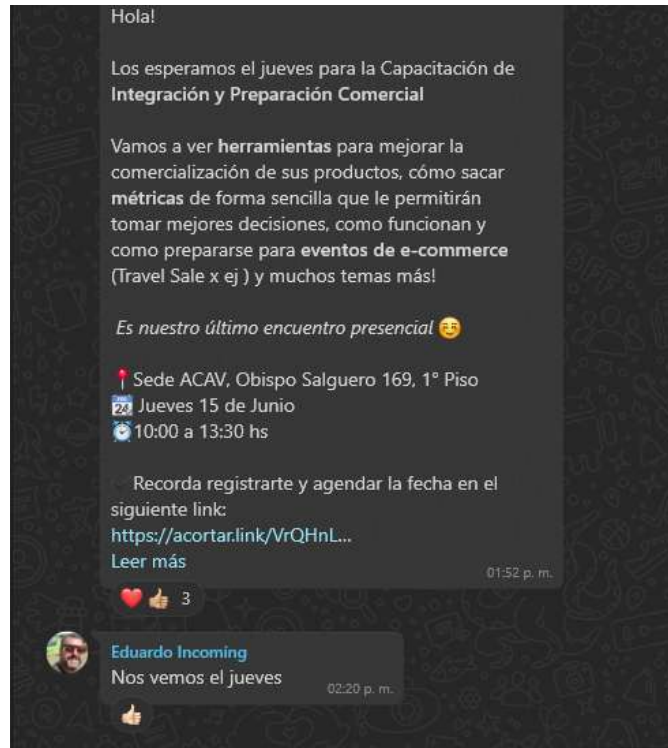 Hola!
Los esperamos el jueves para la Capacitación de
Integración y Preparación Comercial
Vamos a ver herramientas para mejorar la
comercialización de sus productos, cómo sacar
métricas de forma sencilla que le permitirán
tomar mejores decisiones, como funcionan y
como prepararse para eventos de e-commerce
(Travel Sale x ej ) y muchos temas más!
Es nuestro último encuentro presencial ☺️
📍Sede ACAV, Obispo Salguero 169, 1° Piso
📆 Jueves 15 de Junio
⏰10:00 a 13:30 hs
Recorda registrarte y agendar la fecha en el
siguiente link:
https://acortar.link/VrQHnL...
Leer más
01:52 p. m.
❤️👍🏼 3
Eduardo Incoming
Nos vemos el jueves
02:20 p. m.
👍🏻